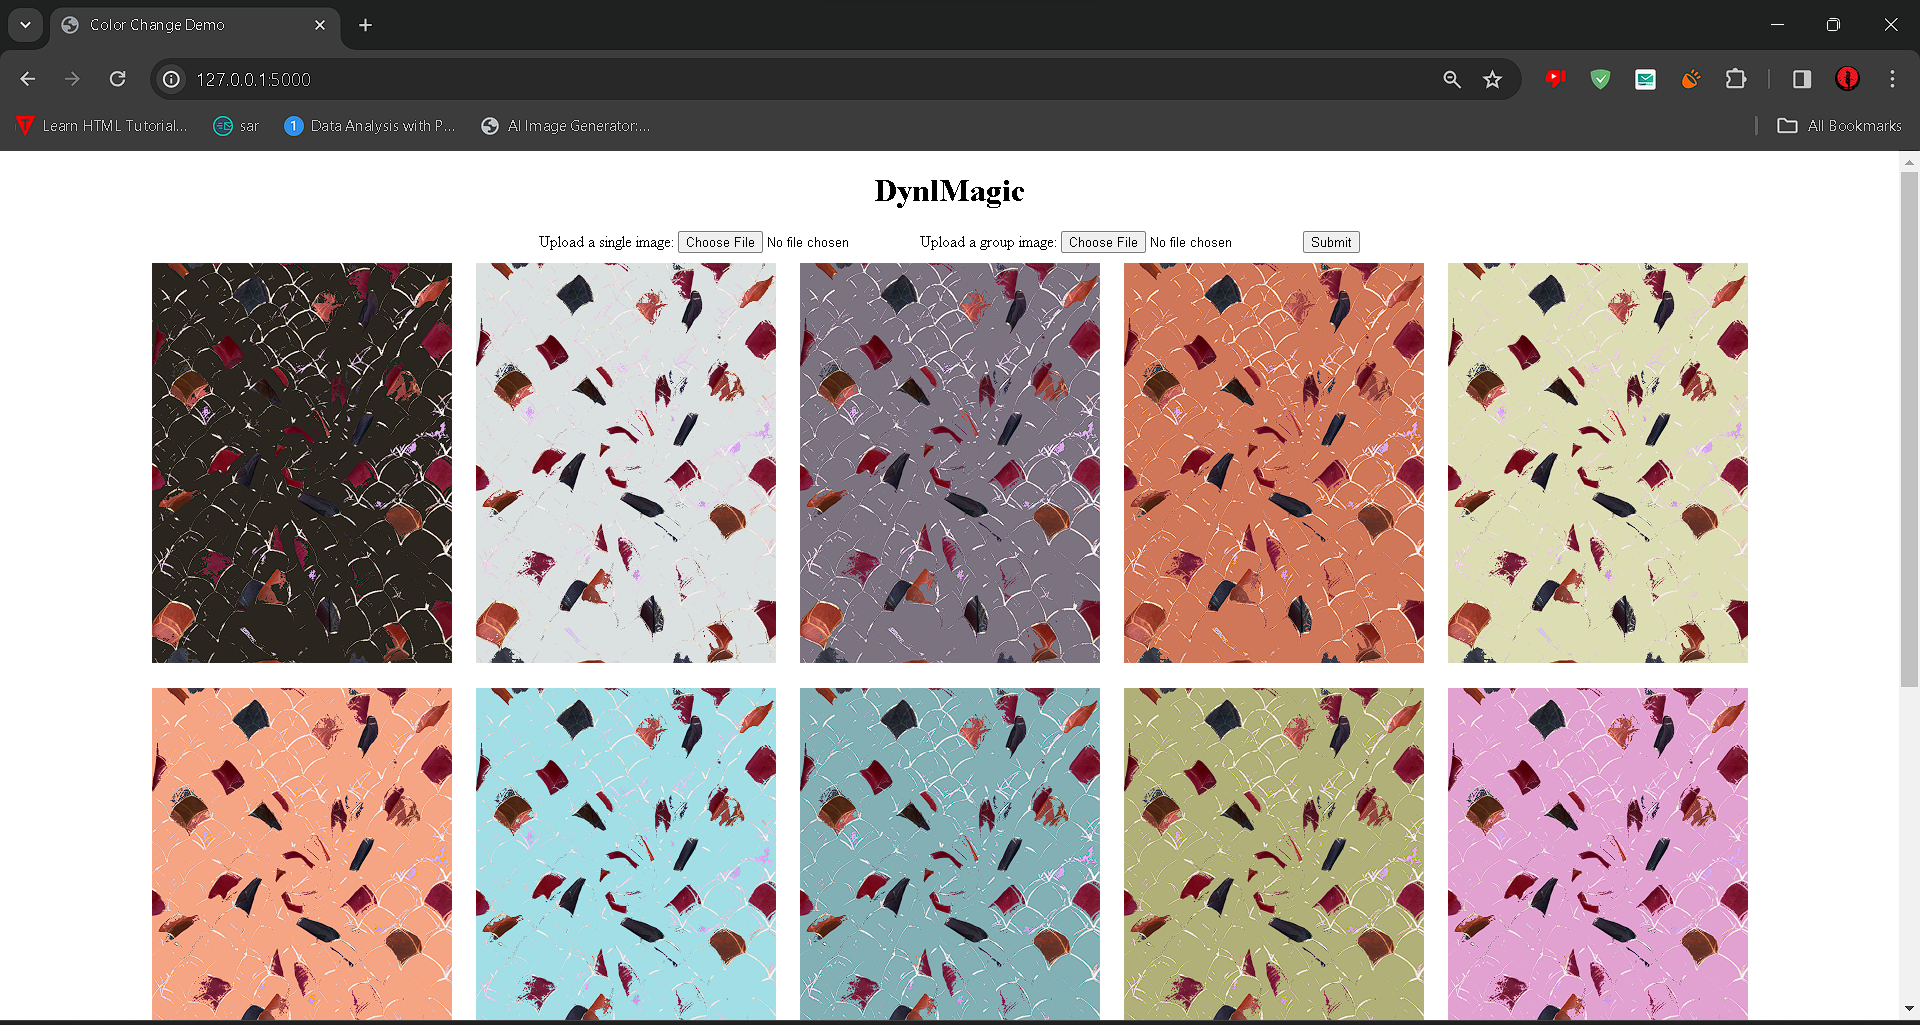 Color Change Demo
127.0.0.1:5000
Learn HTML Tutorial... sar 1 Data Analysis with P... AI Image Generator:... All Bookmarks
DynlMagic
Upload a single image: Choose File No file chosen Upload a group image: Choose File No file chosen Submit